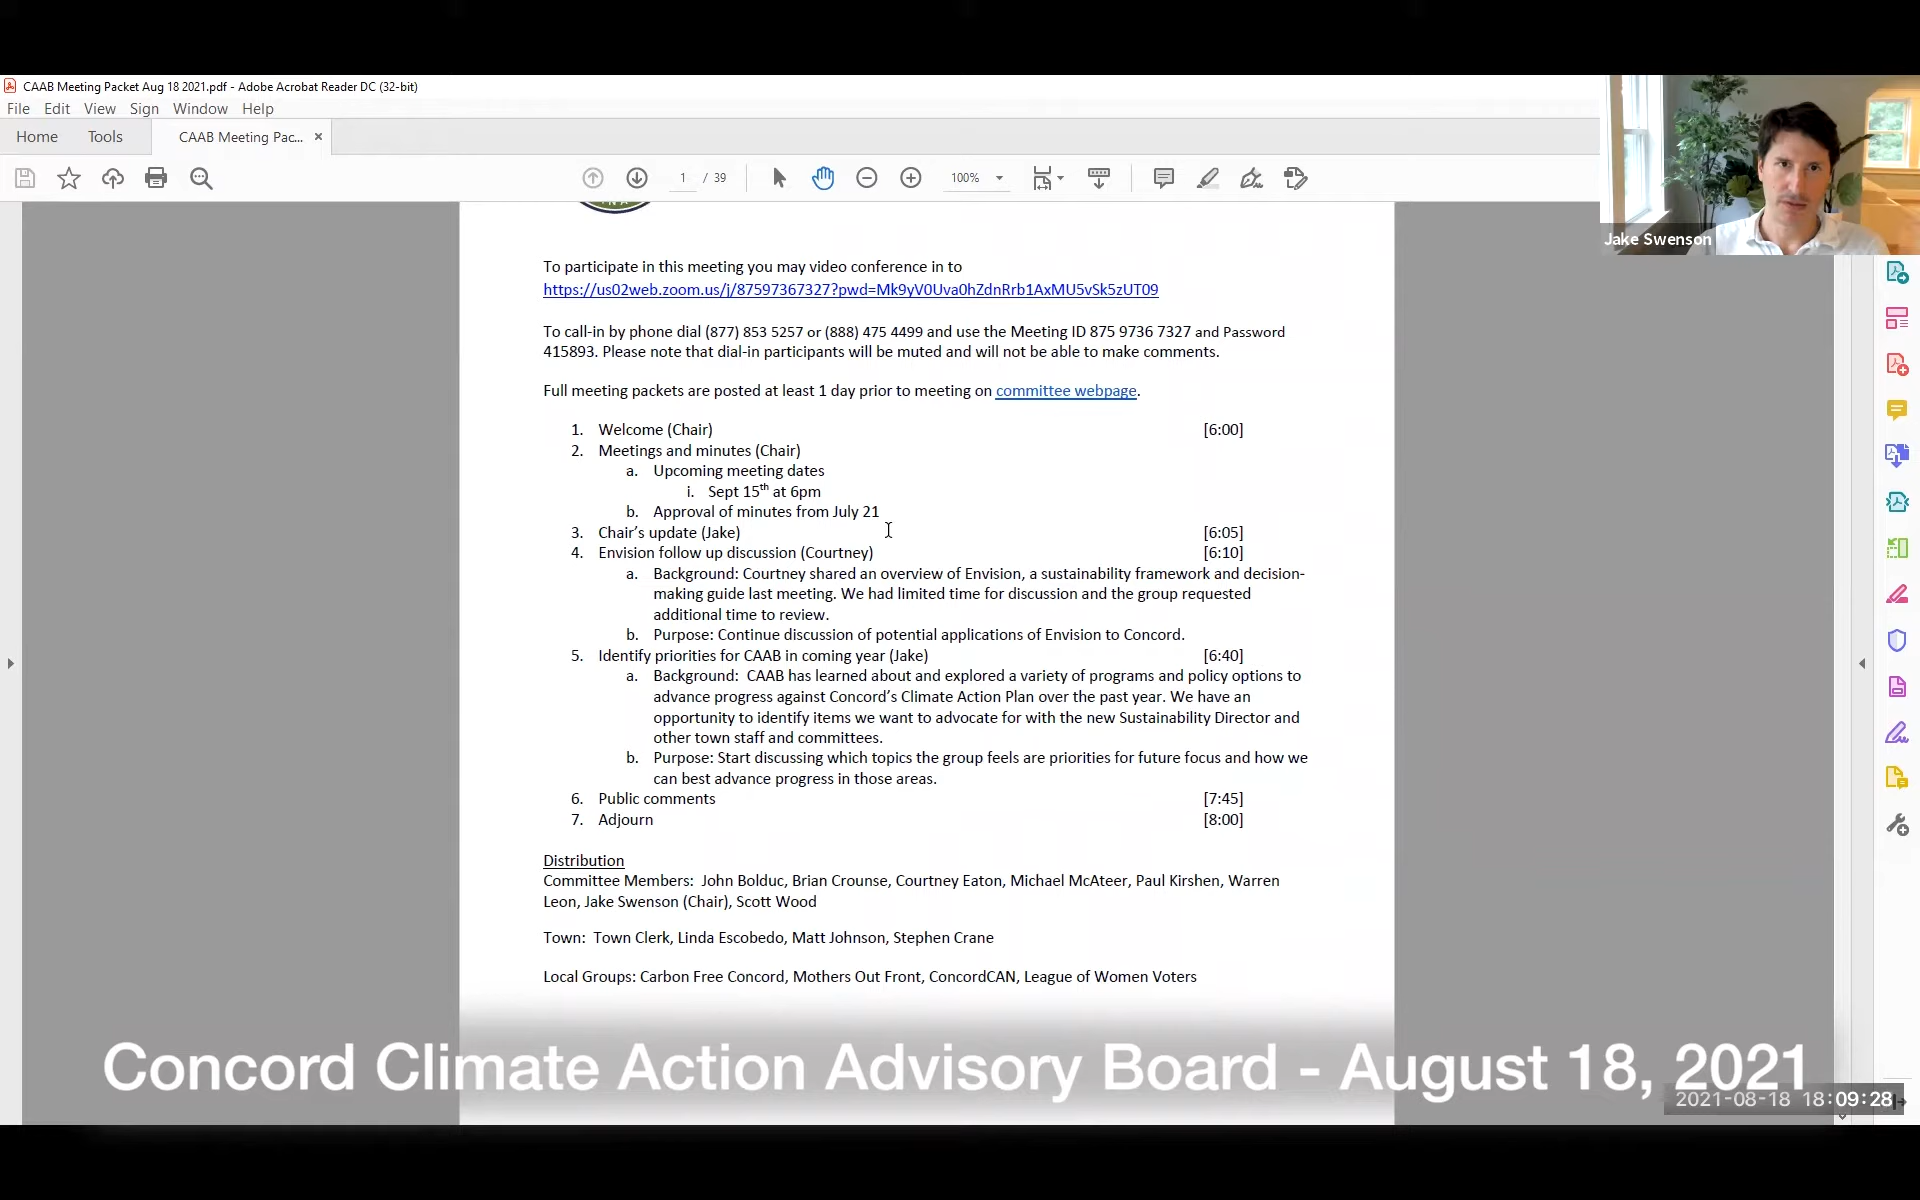 CAAB Meeting Packet Aug 18 2021.pdf - Adobe Acrobat Reader DC (32-bit)
File Edit View Sign Window Help
Home Tools CAAB Meeting Pac... ×
1 / 39 100%
Jake Swenson
To participate in this meeting you may video conference in to
https://us02web.zoom.us/j/87597367327?pwd=Mk9yV0Uva0hZdnRrb1AxMU5vSk5zUT09
To call-in by phone dial (877) 853 5257 or (888) 475 4499 and use the Meeting ID 875 9736 7327 and Password
415893. Please note that dial-in participants will be muted and will not be able to make comments.
Full meeting packets are posted at least 1 day prior to meeting on committee webpage.
1. Welcome (Chair) [6:00]
2. Meetings and minutes (Chair)
a. Upcoming meeting dates
i. Sept 15th at 6pm
b. Approval of minutes from July 21
3. Chair's update (Jake) [6:05]
4. Envision follow up discussion (Courtney) [6:10]
a. Background: Courtney shared an overview of Envision, a sustainability framework and decision-
making guide last meeting. We had limited time for discussion and the group requested
additional time to review.
b. Purpose: Continue discussion of potential applications of Envision to Concord.
5. Identify priorities for CAAB in coming year (Jake) [6:40]
a. Background: CAAB has learned about and explored a variety of programs and policy options to
advance progress against Concord's Climate Action Plan over the past year. We have an
opportunity to identify items we want to advocate for with the new Sustainability Director and
other town staff and committees.
b. Purpose: Start discussing which topics the group feels are priorities for future focus and how we
can best advance progress in those areas.
6. Public comments [7:45]
7. Adjourn [8:00]
Distribution
Committee Members: John Bolduc, Brian Crounse, Courtney Eaton, Michael McAteer, Paul Kirshen, Warren
Leon, Jake Swenson (Chair), Scott Wood
Town: Town Clerk, Linda Escobedo, Matt Johnson, Stephen Crane
Local Groups: Carbon Free Concord, Mothers Out Front, ConcordCAN, League of Women Voters
Concord Climate Action Advisory Board - August 18, 2021
2021-08-18 18:09:28